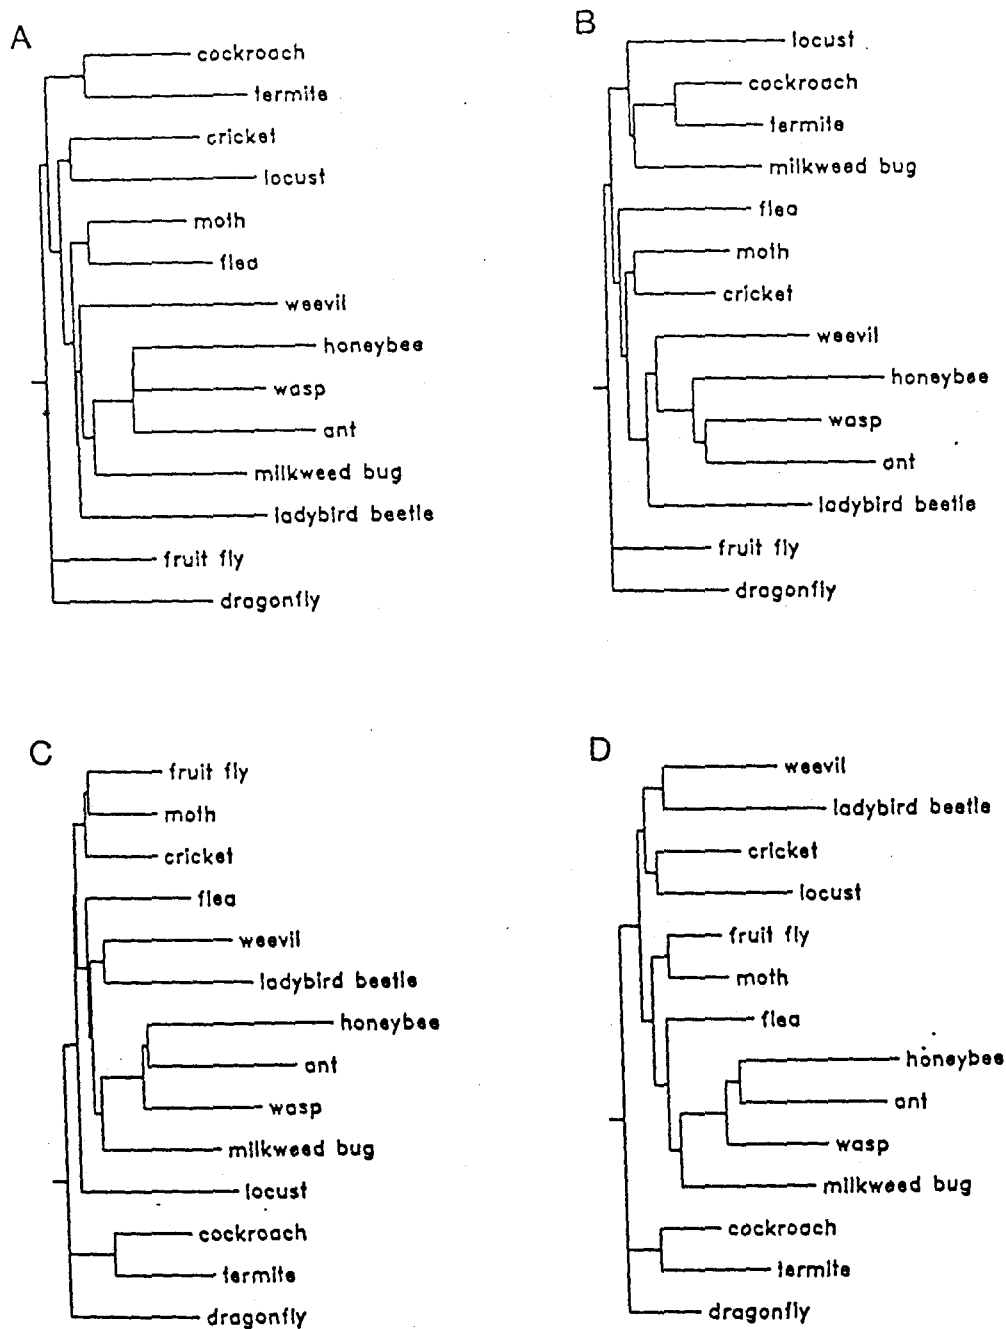 A
cockroach
termite
cricket
locust
moth
flea
weevil
honeybee
wasp
ant
milkweed bug
ladybird beetle
fruit fly
dragonfly
B
locust
cockroach
termite
milkweed bug
flea
moth
cricket
weevil
honeybee
wasp
ant
ladybird beetle
fruit fly
dragonfly
C
fruit fly
moth
cricket
flea
weevil
ladybird beetle
honeybee
ant
wasp
milkweed bug
locust
cockroach
termite
dragonfly
D
weevil
ladybird beetle
cricket
locust
fruit fly
moth
flea
honeybee
ant
wasp
milkweed bug
cockroach
termite
dragonfly